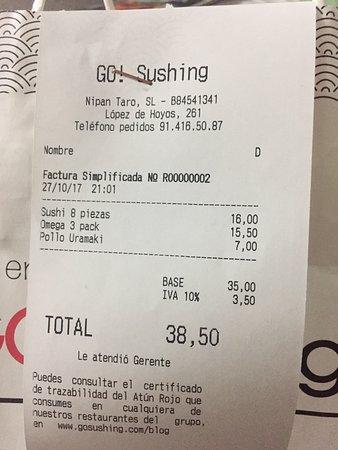 GO! Sushing
Nipan Taro, SL - B84541341
López de Hoyos, 261
Teléfono pedidos 91.416.50.87
Nombre D
Factura Simplificada Nº R00000002
27/10/17 21:01
Sushi 8 piezas 16,00
Omega 3 pack 15,50
Pollo Uramaki 7,00
BASE 35,00
IVA 10% 3,50
TOTAL 38,50
Le atendió Gerente
Puedes consultar el certificado
de trazabilidad del Atún Rojo que
consumes en cualquiera de
nuestros restaurantes del grupo,
en www.gosushing.com/blog
en
GO
g